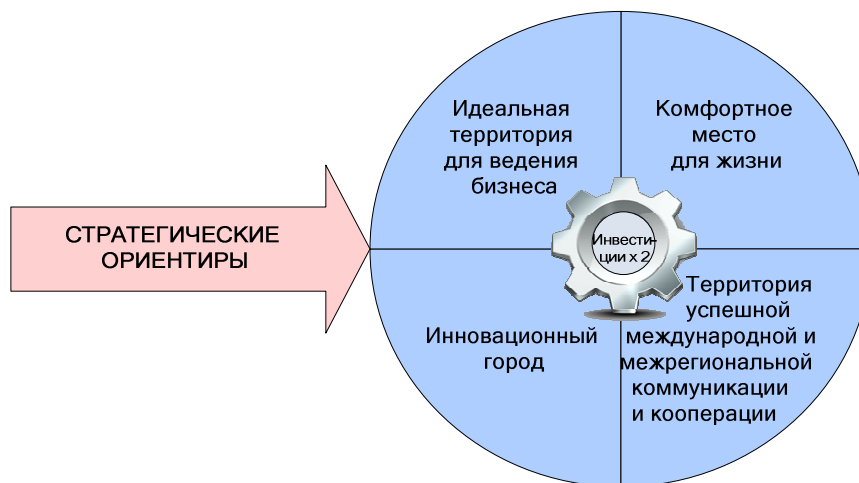 СТРАТЕГИЧЕСКИЕ
ОРИЕНТИРЫ
Идеальная
территория
для ведения
бизнеса
Комфортное
место
для жизни
Инвести-
ции х 2
Инновационный
город
Территория
успешной
международной и
межрегиональной
коммуникации
и кооперации